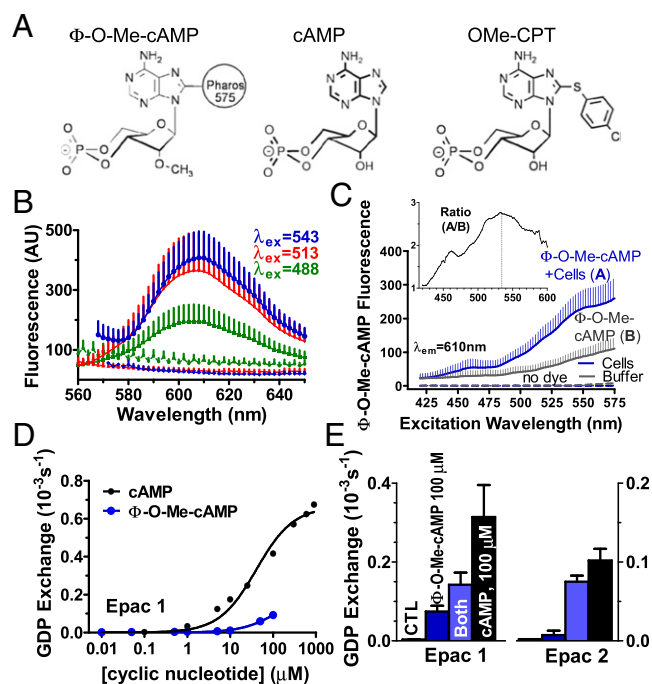 A
Φ-O-Me-cAMP
cAMP
OMe-CPT
NH₂
N
N
N
N
Pharos
575
O
O
P
O
O
O
O
⊖
CH₃
NH₂
N
N
N
N
O
O
P
O
O
O
OH
⊖
NH₂
N
N
N
N
S
Cl
O
O
P
O
O
O
OH
⊖
B
Fluorescence (AU)
500
300
100
λex=543
λex=513
λex=488
560
580
600
620
640
Wavelength (nm)
C
Φ-O-Me-cAMP Fluorescence
400
300
200
100
0
3
2
1
Ratio
(A/B)
420
500
600
Φ-O-Me-cAMP
+Cells (A)
Φ-O-Me-
cAMP (B)
λem=610nm
no dye
Cells
Buffer
425
450
475
500
525
550
575
Excitation Wavelength (nm)
D
GDP Exchange (10⁻³s⁻¹)
0.8
0.6
0.4
0.2
0.0
cAMP
Φ-O-Me-cAMP
Epac 1
0.01
0.1
1
10
100
1000
[cyclic nucleotide] (μM)
E
GDP Exchange (10⁻³s⁻¹)
0.4
0.2
0.0
CTL
Φ-O-Me-cAMP 100 μM
Both
cAMP, 100 μM
Epac 1
Epac 2
0.2
0.1
0.0